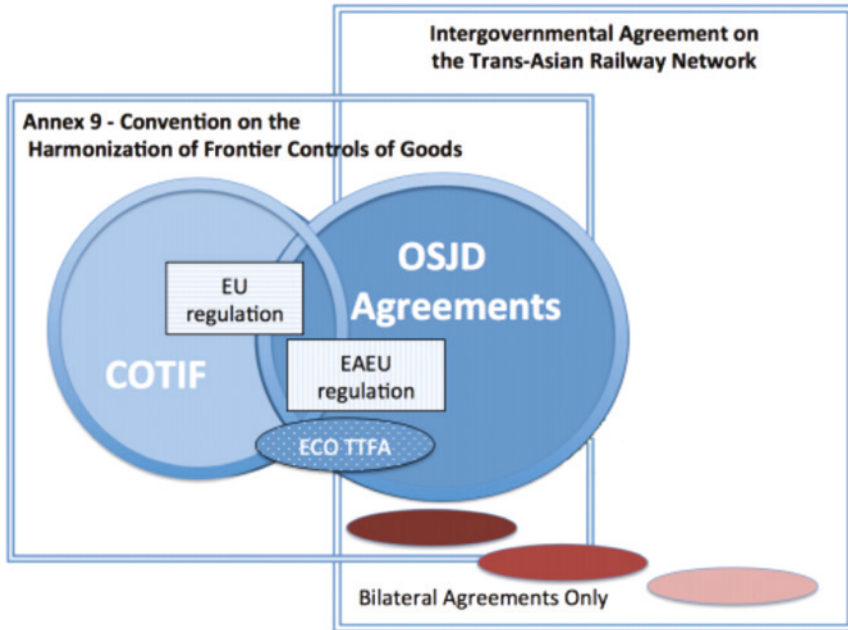 Intergovernmental Agreement on
the Trans-Asian Railway Network
Annex 9 - Convention on the
Harmonization of Frontier Controls of Goods
OSJD
Agreements
EU
regulation
COTIF
EAEU
regulation
ECO TTFA
Bilateral Agreements Only